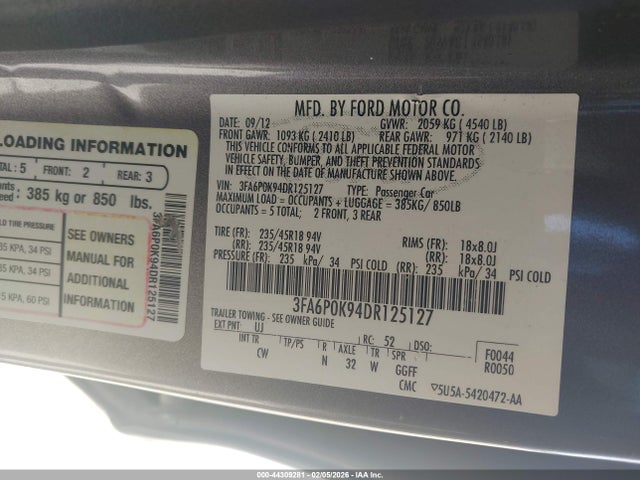 LOADING INFORMATION
TAL: 5 FRONT: 2 REAR: 3
385 kg or 850 lbs.
TIRE PRESSURE
KPA, 34 PSI
35 KPA, 34 PSI
5 KPA, 60 PSI
SEE OWNERS
MANUAL FOR
ADDITIONAL
INFORMATION
3FA6P0K94DR125127
MFD. BY FORD MOTOR CO.
DATE: 09/12 GVWR: 2059 KG ( 4540 LB)
FRONT GAWR: 1093 KG ( 2410 LB) REAR GAWR: 971 KG ( 2140 LB)
THIS VEHICLE CONFORMS TO ALL APPLICABLE FEDERAL MOTOR
VEHICLE SAFETY, BUMPER, AND THEFT PREVENTION STANDARDS
IN EFFECT ON THE DATE OF MANUFACTURE SHOWN ABOVE.
VIN: 3FA6P0K94DR125127 TYPE: Passenger Car
MAXIMUM LOAD = OCCUPANTS + LUGGAGE = 385KG/ 850LB
OCCUPANTS = 5 TOTAL; 2 FRONT, 3 REAR
TIRE (FR): 235/45R18 94V RIMS (FR): 18x8.0J
(RR): 235/45R18 94V (RR): 18x8.0J
PRESSURE (FR): 235 kPa/ 34 (RR): 235 kPa/ 34 PSI COLD
PSI COLD
3FA6P0K94DR125127
TRAILER TOWING - SEE OWNER GUIDE
EXT PNT: UJ RC: 52 DSO: F0044
INT TR TP/PS R AXLE TR SPR R0050
CW N 32 W GGFF
CMC 5U5A-5420472-AA
000-44309281 - 02/05/2026 - COPART